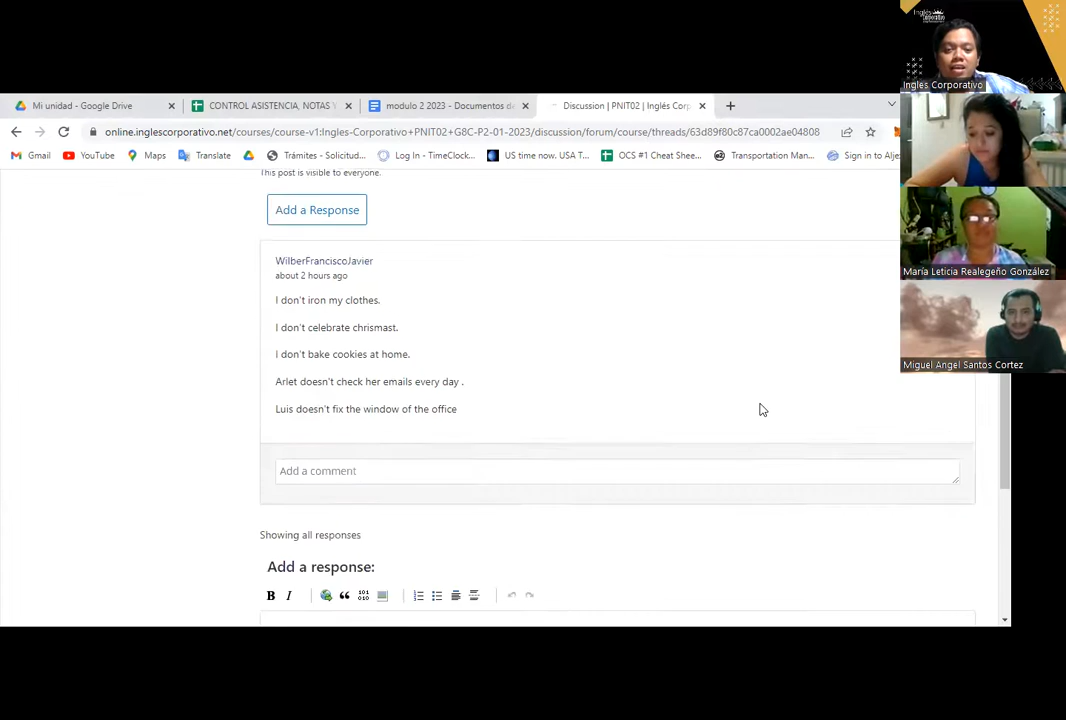 Inglés
Corporativo
Ingles Corporativo
Mi unidad - Google Drive
CONTROL ASISTENCIA, NOTAS Y
modulo 2 2023 - Documentos de
Discussion | PNIT02 | Inglés Corp
online.inglescorporativo.net/courses/course-v1:Ingles-Corporativo+PNIT02+G8C-P2-01-2023/discussion/forum/course/threads/63d89f80c87ca0002ae04808
Gmail
YouTube
Maps
Translate
Trámites - Solicitud...
Log In - TimeClock...
US time now. USA T...
OCS #1 Cheat Shee...
Transportation Man...
Sign in to Alje
This post is visible to everyone.
Add a Response
WilberFranciscoJavier
about 2 hours ago
I don't iron my clothes.
I don't celebrate chrismast.
I don't bake cookies at home.
Arlet doesn't check her emails every day .
Luis doesn't fix the window of the office
Add a comment
Showing all responses
Add a response:
B I
María Leticia Realegeño González
Miguel Angel Santos Cortez